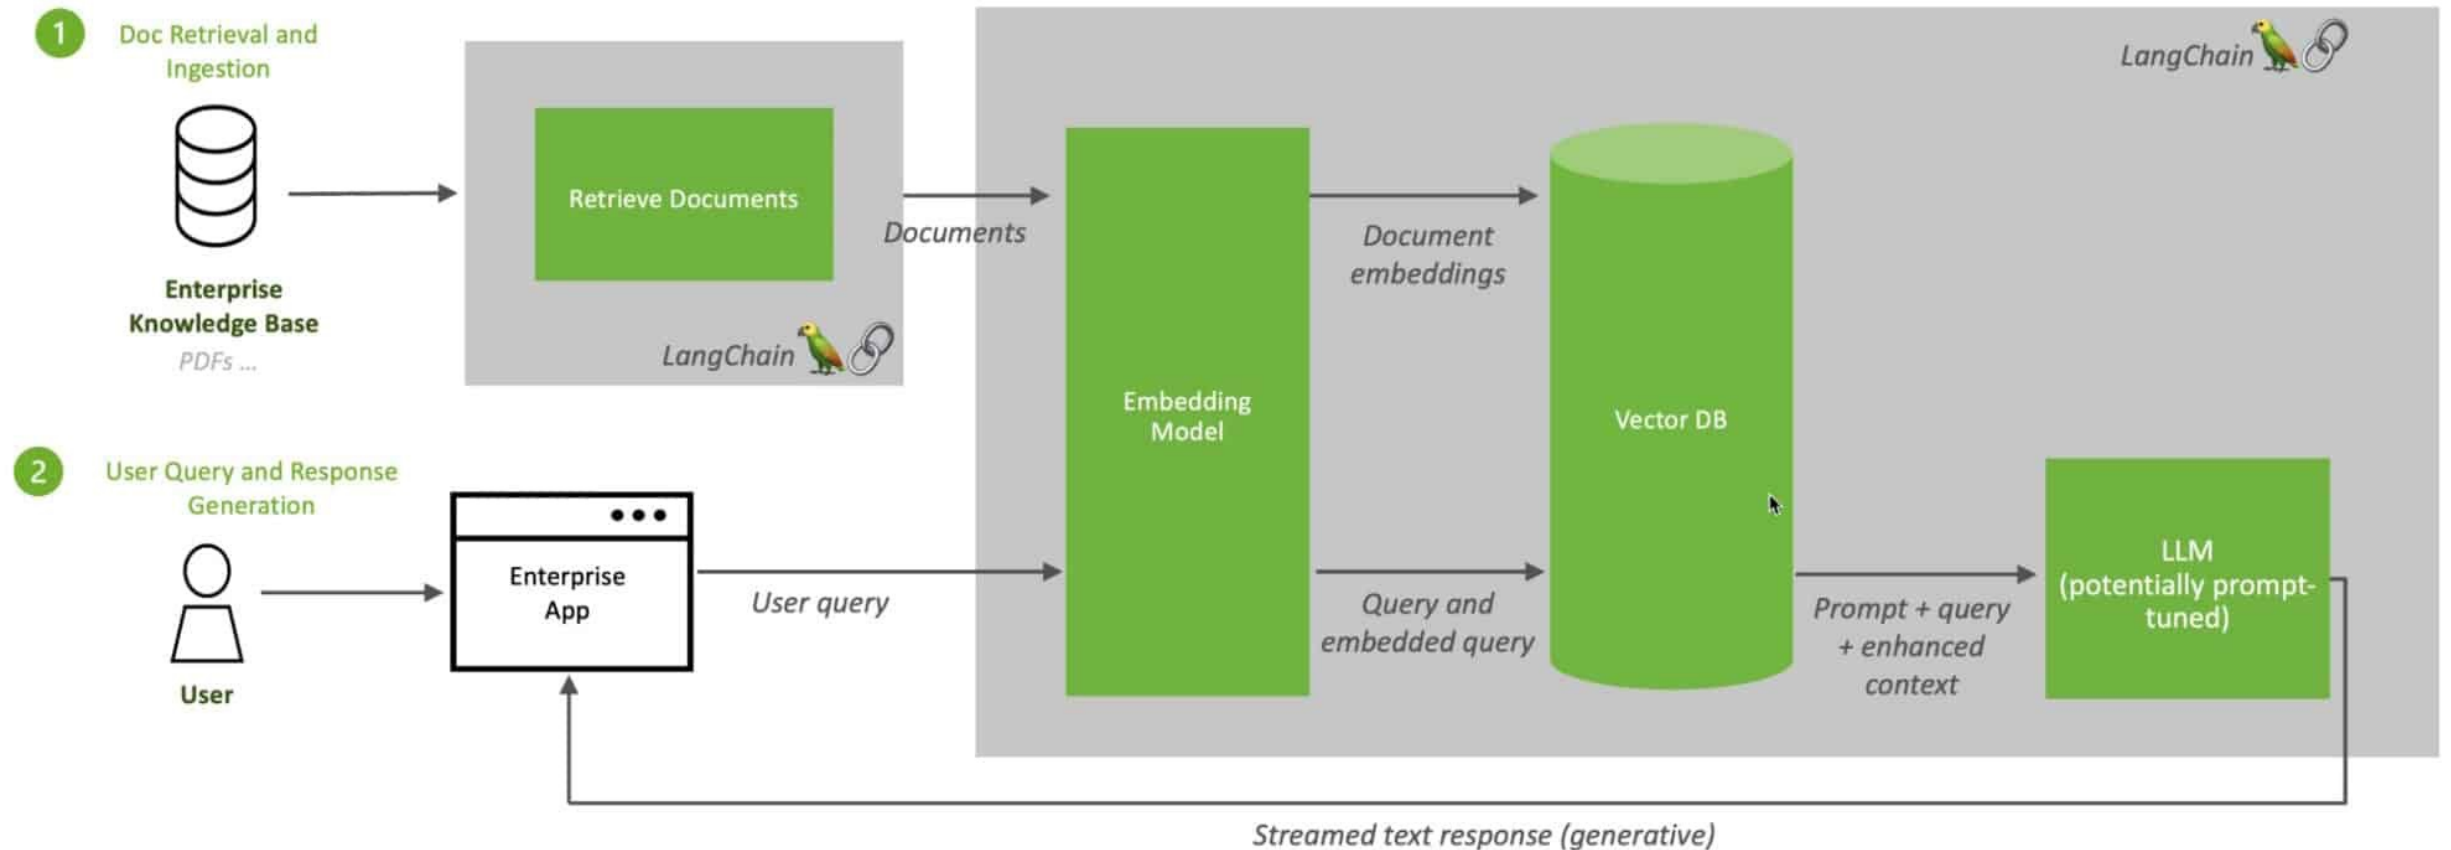 1
Doc Retrieval and
Ingestion
Enterprise
Knowledge Base
PDFs ...
Retrieve Documents
LangChain
Documents
LangChain
Embedding
Model
Document
embeddings
Vector DB
2
User Query and Response
Generation
User
Enterprise
App
User query
Query and
embedded query
Prompt + query
+ enhanced
context
LLM
(potentially prompt-
tuned)
Streamed text response (generative)